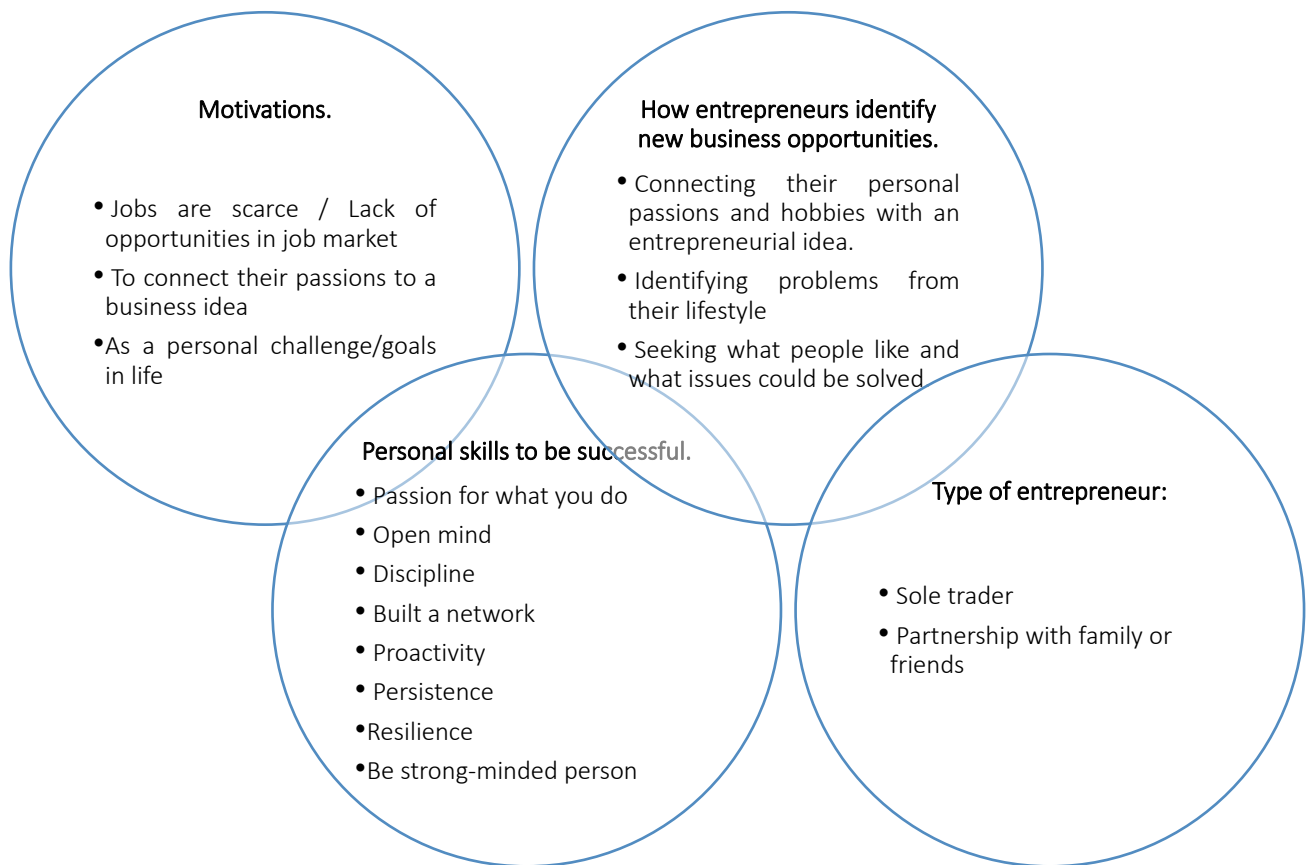 Motivations.
• Jobs are scarce / Lack of
opportunities in job market
• To connect their passions to a
business idea
•As a personal challenge/goals
in life
How entrepreneurs identify
new business opportunities.
• Connecting their personal
passions and hobbies with an
entrepreneurial idea.
• Identifying problems from
their lifestyle
• Seeking what people like and
what issues could be solved
Personal skills to be successful.
• Passion for what you do
• Open mind
• Discipline
• Built a network
• Proactivity
• Persistence
•Resilience
•Be strong-minded person
Type of entrepreneur:
• Sole trader
• Partnership with family or
friends